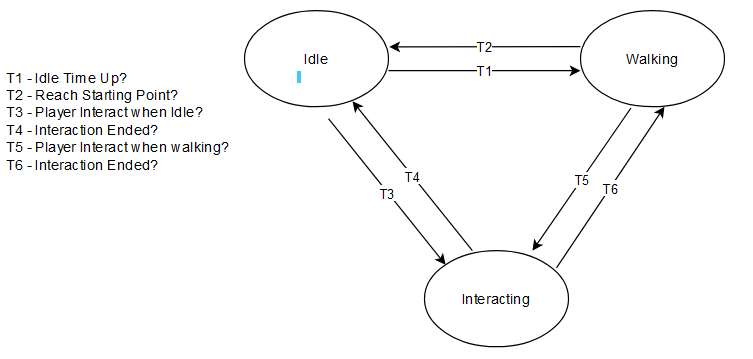 Idle
Walking
T2
T1
T1 - Idle Time Up?
T2 - Reach Starting Point?
T3 - Player Interact when Idle?
T4 - Interaction Ended?
T5 - Player Interact when walking?
T6 - Interaction Ended?
T4
T5
T3
T6
Interacting